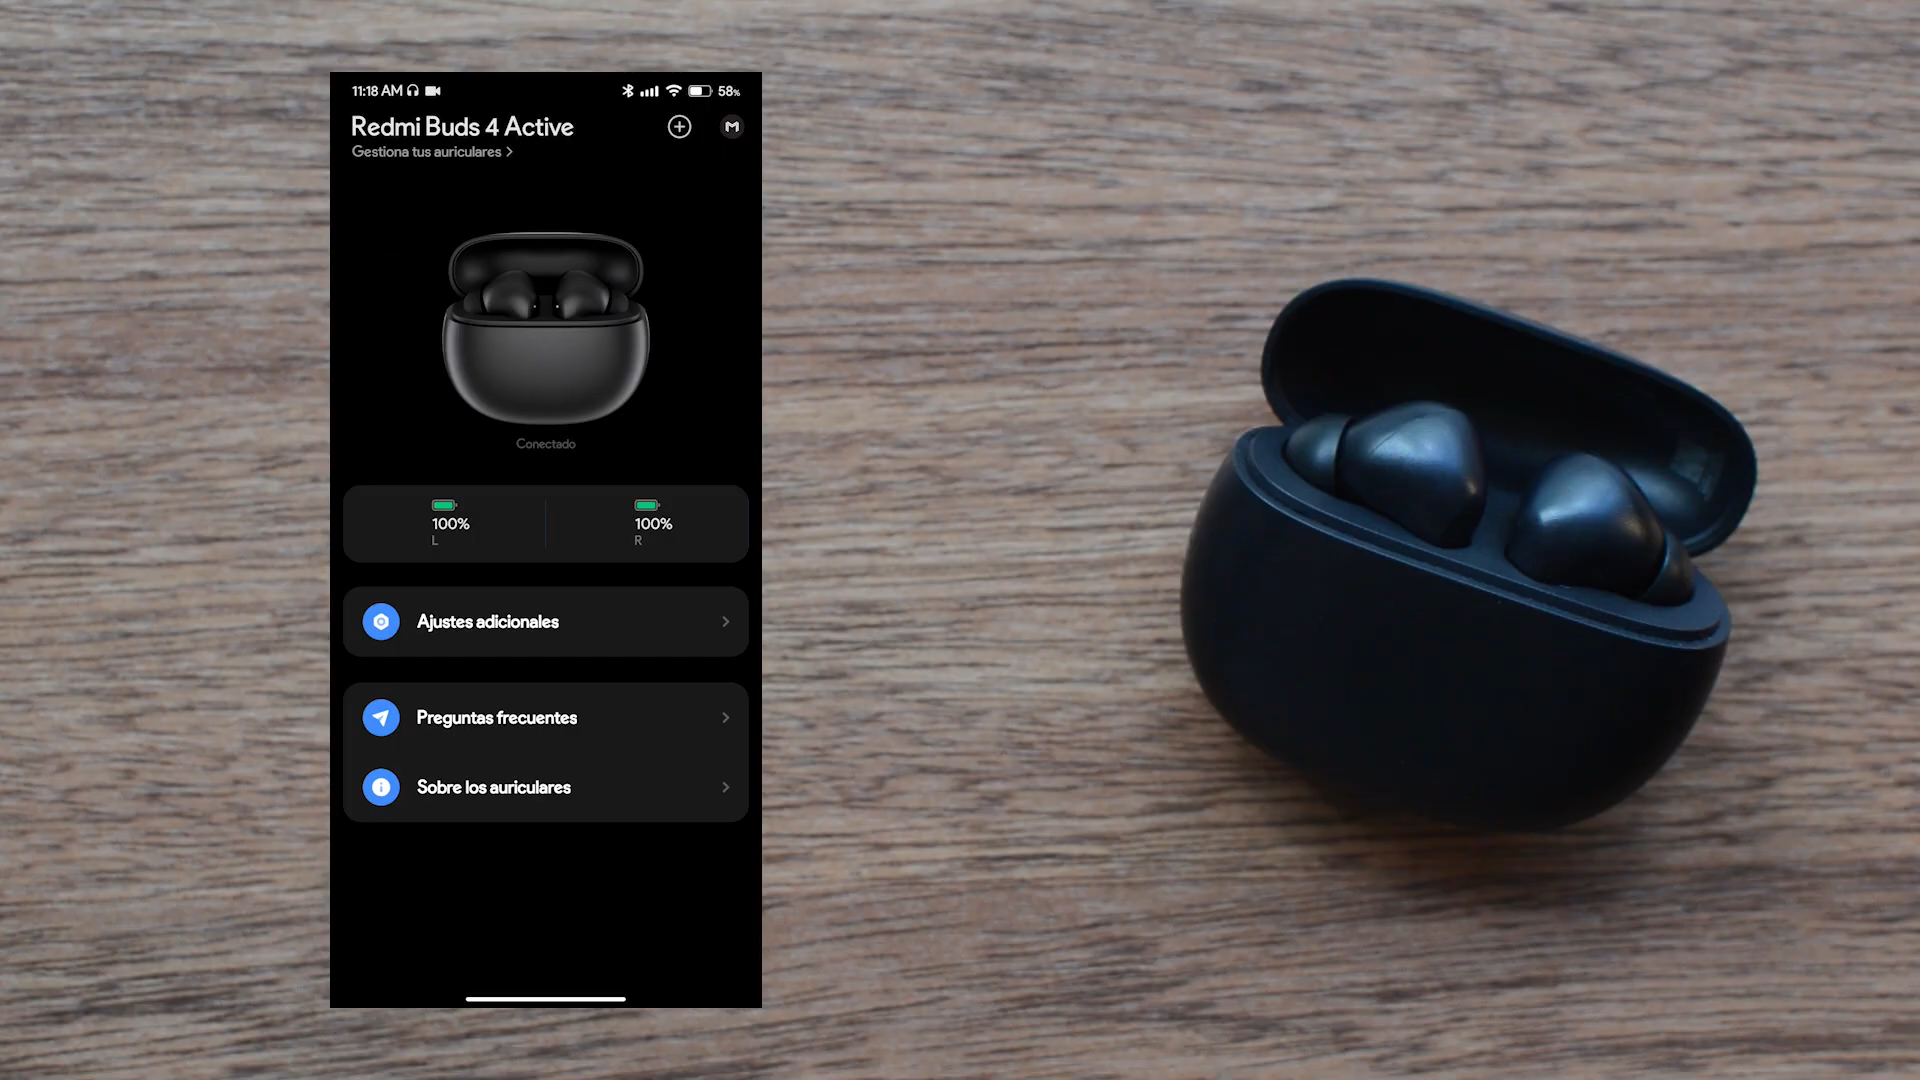 11:18 AM
58%
Redmi Buds 4 Active
Gestiona tus auriculares >
Conectado
100%
L
100%
R
Ajustes adicionales
Preguntas frecuentes
Sobre los auriculares